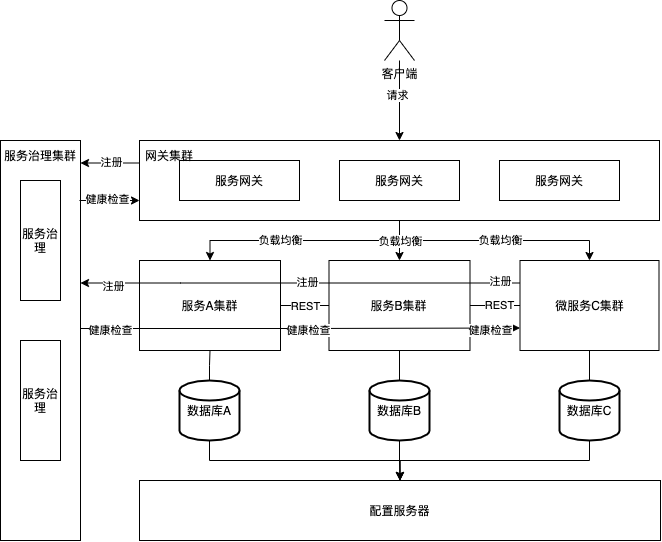 客户端
请求
服务治理集群
注册
网关集群
服务网关
服务网关
服务网关
健康检查
服务治
理
负载均衡
负载均衡
负载均衡
注册
注册
注册
服务A集群
REST
服务B集群
REST
微服务C集群
健康检查
健康检查
健康检查
服务治
理
数据库A
数据库B
数据库C
配置服务器